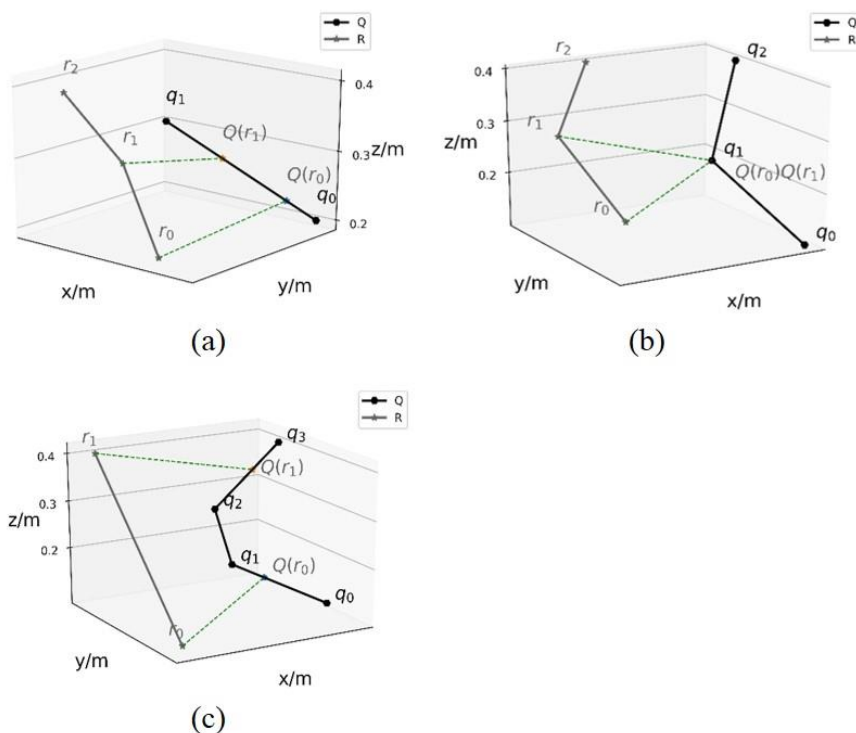 Q
R
r₂
q₁
0.4
r₁
Q(r₁)
0.3
z/m
Q(r₀)
q₀
r₀
0.2
x/m
y/m
(a)
Q
R
r₂
q₂
0.4
r₁
0.3
z/m
q₁
0.2
Q(r₀)Q(r₁)
r₀
q₀
y/m
x/m
(b)
Q
R
r₁
q₃
0.4
Q(r₁)
0.3
q₂
z/m
0.2
q₁
Q(r₀)
q₀
r₀
y/m
x/m
(c)